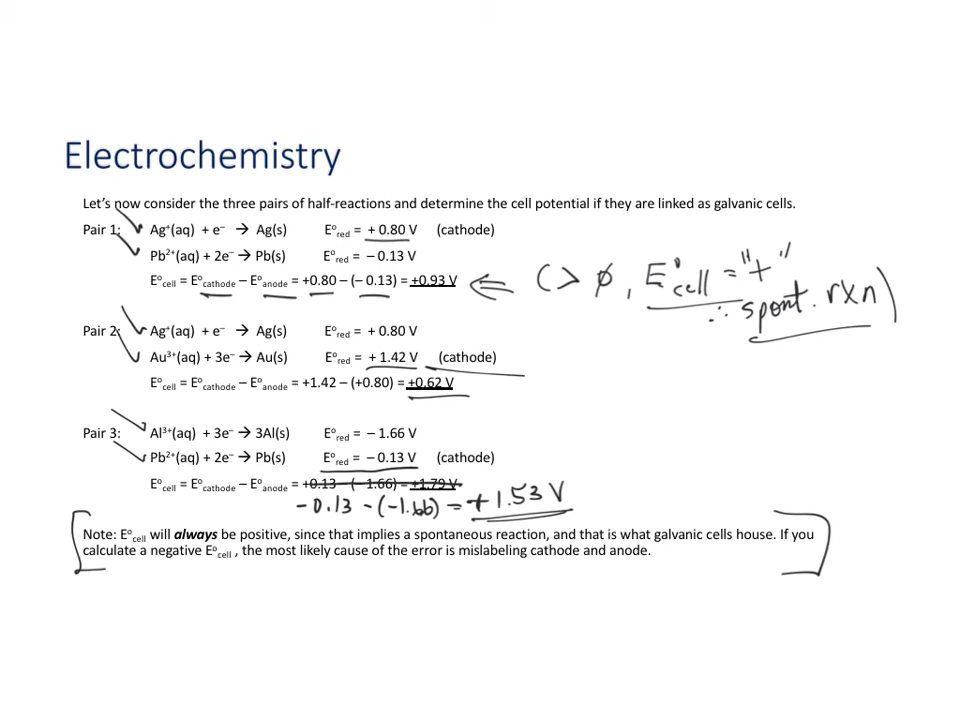 Electrochemistry
Let's now consider the three pairs of half-reactions and determine the cell potential if they are linked as galvanic cells.
Pair 1: Ag⁺(aq) + e⁻ → Ag(s) E°red = + 0.80 V (cathode)
Pb²⁺(aq) + 2e⁻ → Pb(s) E°red = – 0.13 V
E°cell = E°cathode – E°anode = +0.80 – (– 0.13) = +0.93 V ⇐ ( > ∅, E°cell = "+"
∴ spont. rxn)
Pair 2: Ag⁺(aq) + e⁻ → Ag(s) E°red = + 0.80 V
Au³⁺(aq) + 3e⁻ → Au(s) E°red = + 1.42 V (cathode)
E°cell = E°cathode – E°anode = +1.42 – (+0.80) = +0.62 V
Pair 3: Al³⁺(aq) + 3e⁻ → 3Al(s) E°red = – 1.66 V
Pb²⁺(aq) + 2e⁻ → Pb(s) E°red = – 0.13 V (cathode)
E°cell = E°cathode – E°anode = +0.13 – (– 1.66) = +1.79 V
- 0.13 - (-1.66) = +1.53 V
Note: E°cell will always be positive, since that implies a spontaneous reaction, and that is what galvanic cells house. If you
calculate a negative E°cell , the most likely cause of the error is mislabeling cathode and anode.